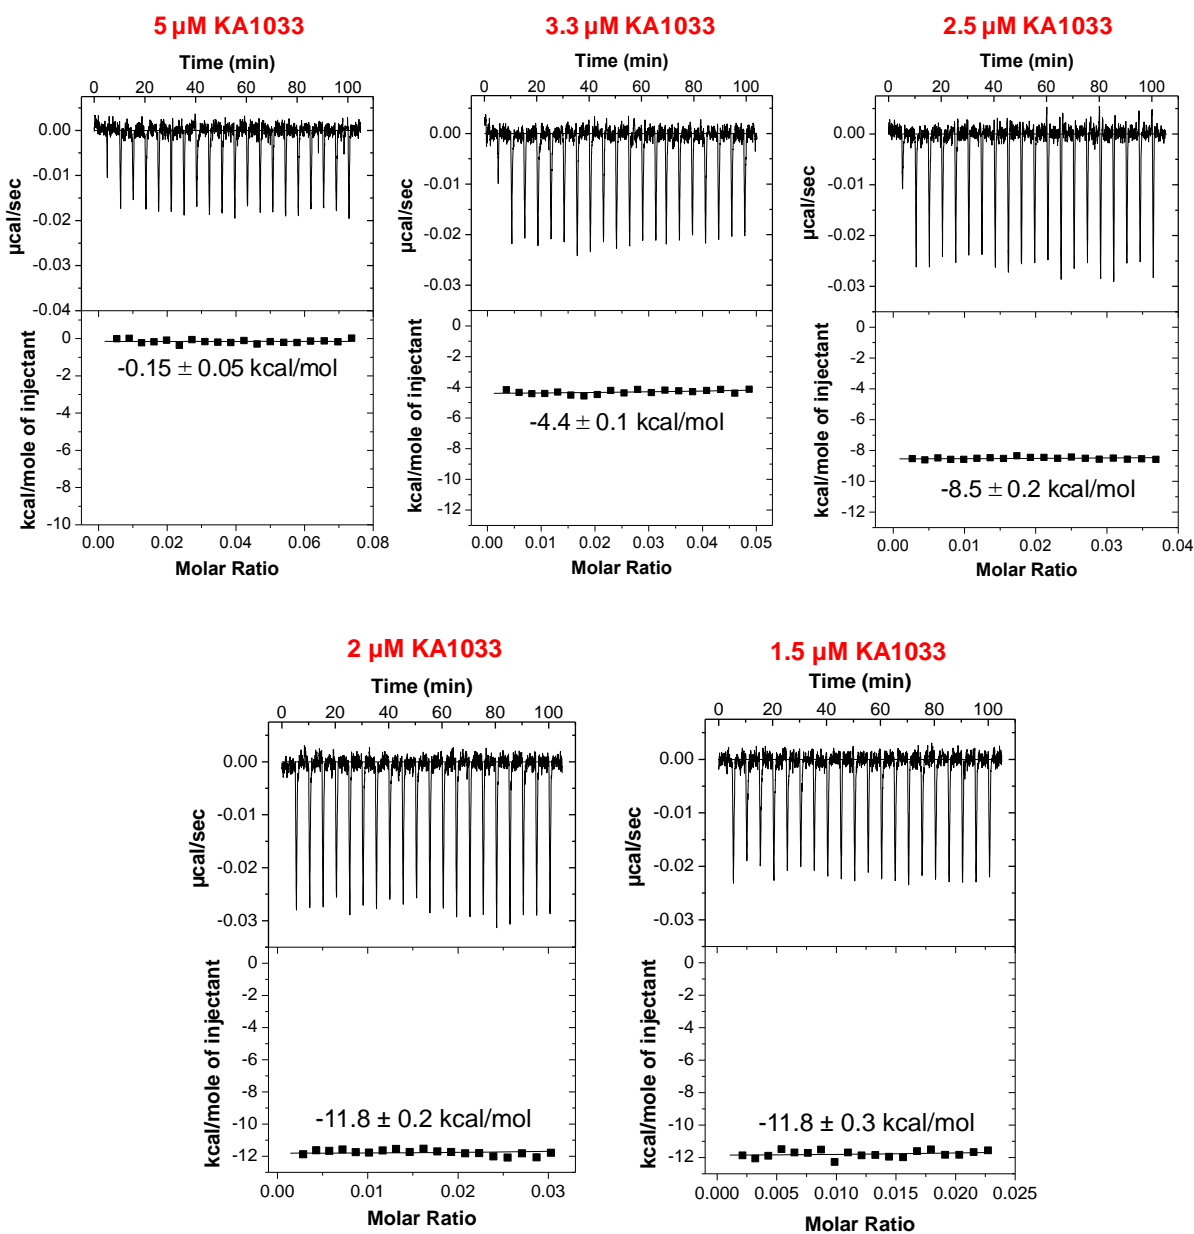 5 µM KA1033
Time (min)
0 20 40 60 80 100
0.00
-0.01
-0.02
-0.03
-0.04
µcal/sec
0
-2
-4
-6
-8
-10
kcal/mole of injectant
-0.15 ± 0.05 kcal/mol
0.00 0.02 0.04 0.06 0.08
Molar Ratio
3.3 µM KA1033
Time (min)
0 20 40 60 80 100
0.00
-0.01
-0.02
-0.03
µcal/sec
0
-2
-4
-6
-8
-10
-12
kcal/mole of injectant
-4.4 ± 0.1 kcal/mol
0.00 0.01 0.02 0.03 0.04 0.05
Molar Ratio
2.5 µM KA1033
Time (min)
0 20 40 60 80 100
0.00
-0.01
-0.02
-0.03
µcal/sec
0
-2
-4
-6
-8
-10
-12
kcal/mole of injectant
-8.5 ± 0.2 kcal/mol
0.00 0.01 0.02 0.03 0.04
Molar Ratio
2 µM KA1033
Time (min)
0 20 40 60 80 100
0.00
-0.01
-0.02
-0.03
µcal/sec
0
-2
-4
-6
-8
-10
-12
kcal/mole of injectant
-11.8 ± 0.2 kcal/mol
0.00 0.01 0.02 0.03
Molar Ratio
1.5 µM KA1033
Time (min)
0 20 40 60 80 100
0.00
-0.01
-0.02
-0.03
µcal/sec
0
-2
-4
-6
-8
-10
-12
kcal/mole of injectant
-11.8 ± 0.3 kcal/mol
0.000 0.005 0.010 0.015 0.020 0.025
Molar Ratio